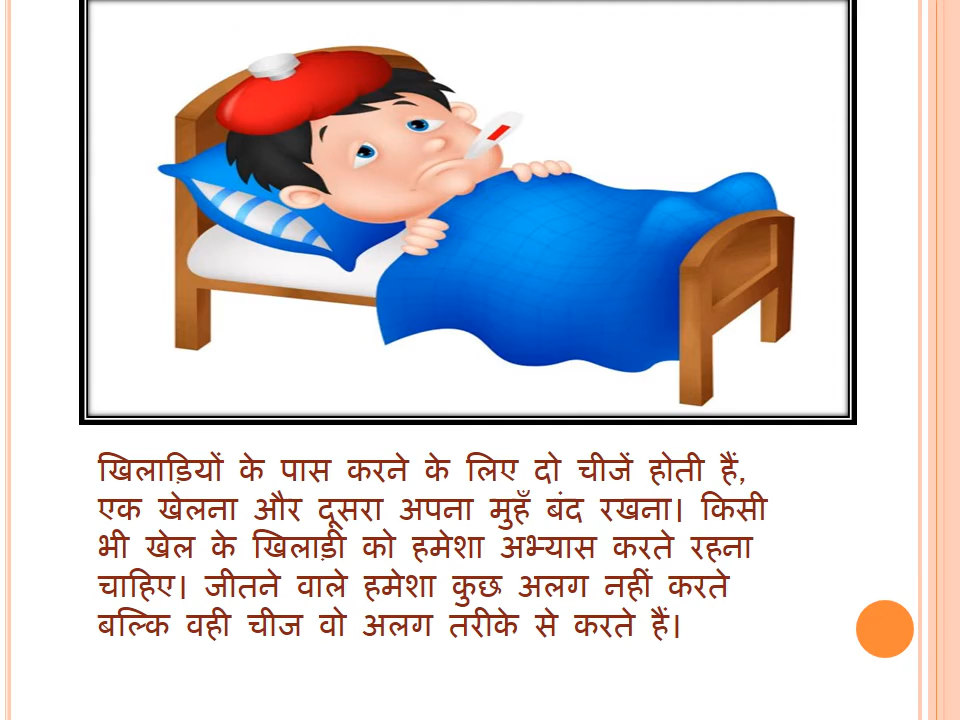 खिलाड़ियों के पास करने के लिए दो चीजें होती हैं,
एक खेलना और दूसरा अपना मुहँ बंद रखना। किसी
भी खेल के खिलाड़ी को हमेशा अभ्यास करते रहना
चाहिए। जीतने वाले हमेशा कुछ अलग नहीं करते
बल्कि वही चीज वो अलग तरीके से करते हैं।